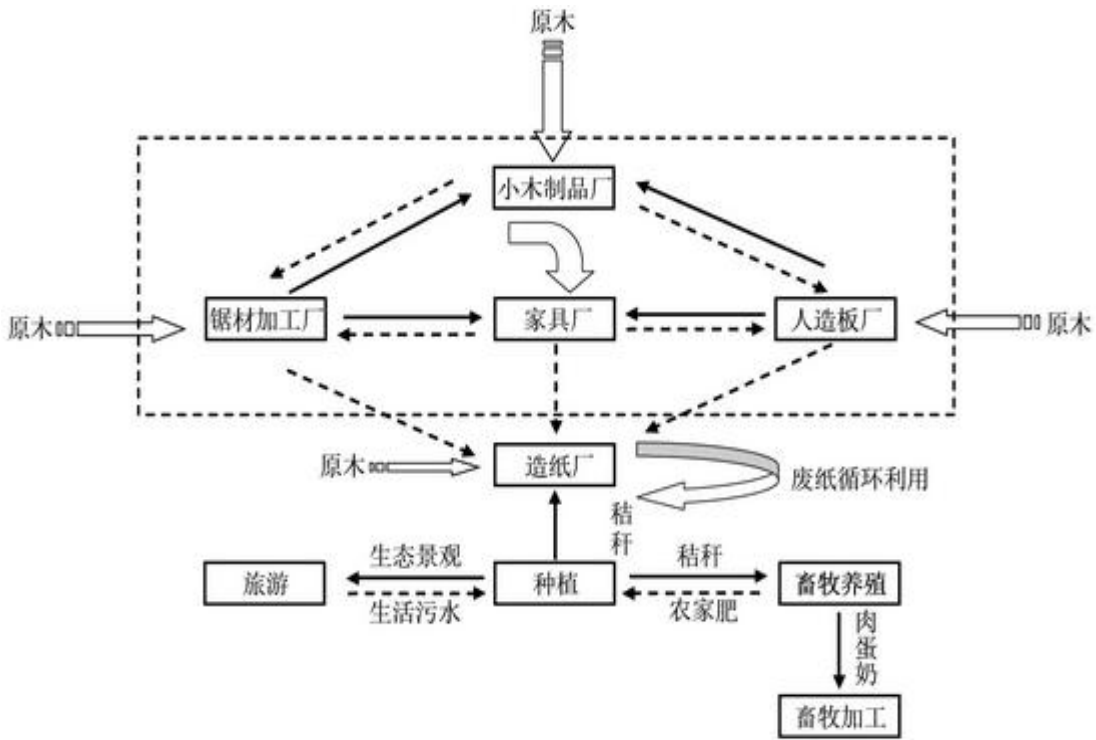 原木
小木制品厂
原木
锯材加工厂
家具厂
人造板厂
原木
原木
造纸厂
废纸循环利用
秸秆
生态景观
秸秆
旅游
种植
畜牧养殖
生活污水
农家肥
肉蛋奶
畜牧加工